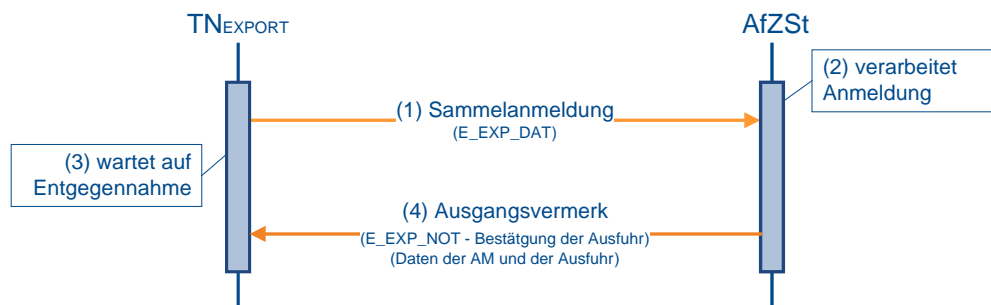 TNEXPORT
AfZSt
(2) verarbeitet
Anmeldung
(1) Sammelanmeldung
(E_EXP_DAT)
(3) wartet auf
Entgegennahme
(4) Ausgangsvermerk
(E_EXP_NOT - Bestätgung der Ausfuhr)
(Daten der AM und der Ausfuhr)